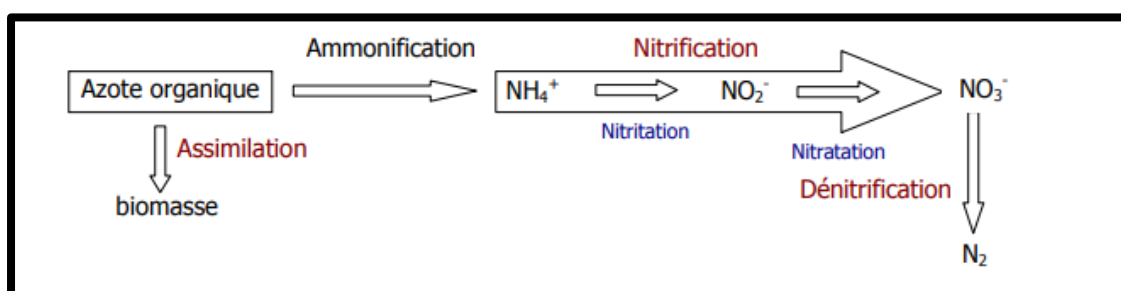 Ammonification
Nitrification
Azote organique
NH₄⁺
NO₂⁻
NO₃⁻
Nitritation
Nitratation
Assimilation
Dénitrification
biomasse
N₂